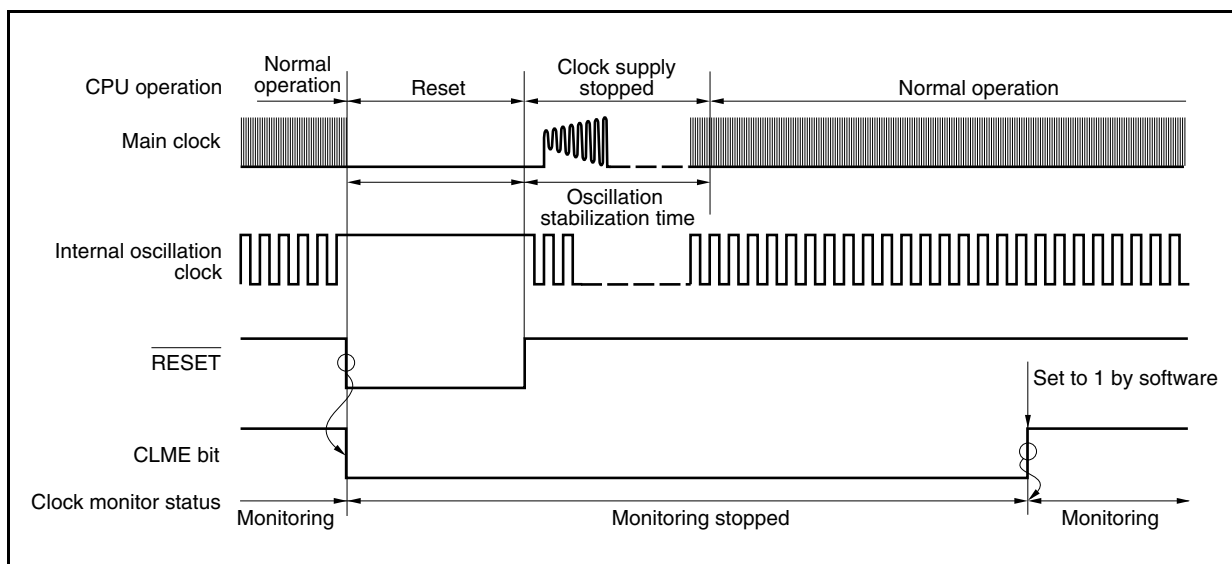 CPU operation
Normal
operation
Reset
Clock supply
stopped
Normal operation
Main clock
Oscillation
stabilization time
Internal oscillation
clock
RESET
Set to 1 by software
CLME bit
Clock monitor status
Monitoring
Monitoring stopped
Monitoring